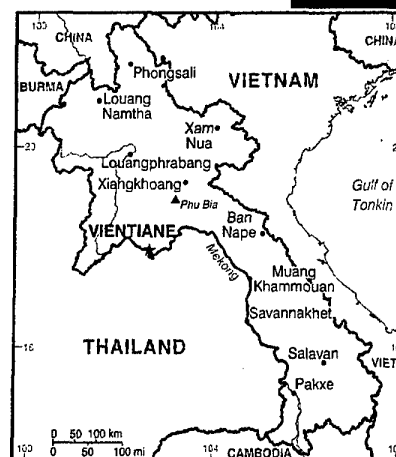 100
104
CHINA
CHINA
Phongsali
VIETNAM
BURMA
Louang
Namtha
Xam
Nua
20
Louangphrabang
Xiangkhoang
Gulf of
Tonkin
Phu Bia
Ban
Nape
VIENTIANE
Mekong
Muang
Khammouan
Savannakhet
16
THAILAND
Salavan
VIET
Pakxe
0 50 100 km
0 50 100 mi
100
104
CAMBODIA